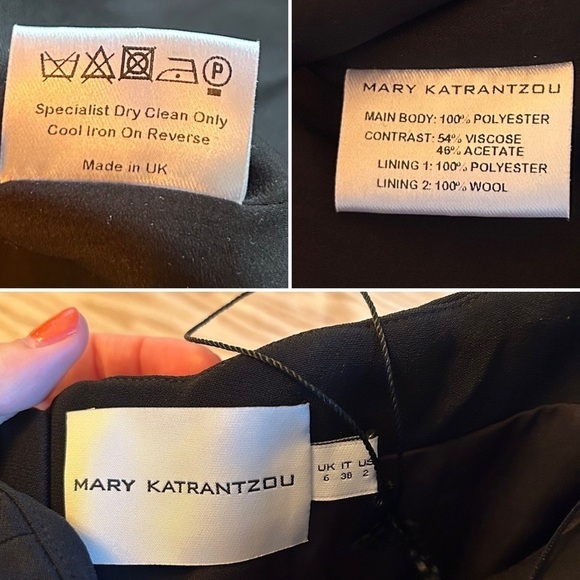 P
Specialist Dry Clean Only
Cool Iron On Reverse
Made in UK
MARY KATRANTZOU
MAIN BODY: 100% POLYESTER
CONTRAST: 54% VISCOSE
46% ACETATE
LINING 1: 100% POLYESTER
LINING 2: 100% WOOL
MARY KATRANTZOU
UK IT US
6 38 2